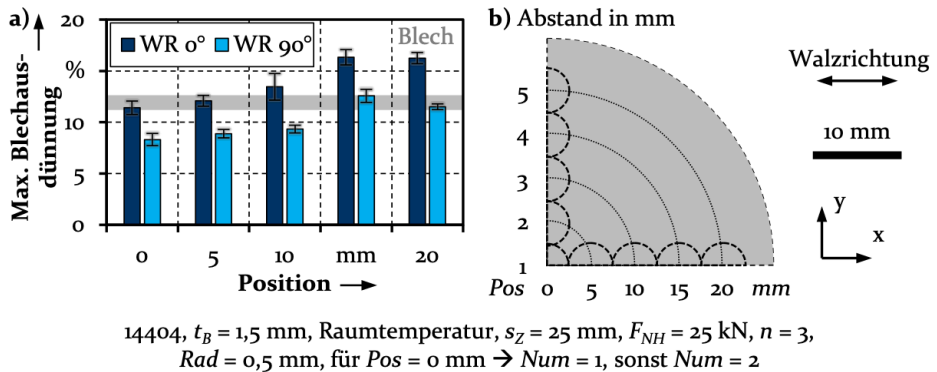 a)
20
%
10
5
0
Max. Blechaus-
dünnung
WR 0°
WR 90°
Blech
0 5 10 mm 20
Position
b) Abstand in mm
5
4
3
2
1
Pos 0 5 10 15 20 mm
Walzrichtung
10 mm
y
x
14404, t_B = 1,5 mm, Raumtemperatur, s_Z = 25 mm, F_NH = 25 kN, n = 3,
Rad = 0,5 mm, für Pos = 0 mm → Num = 1, sonst Num = 2